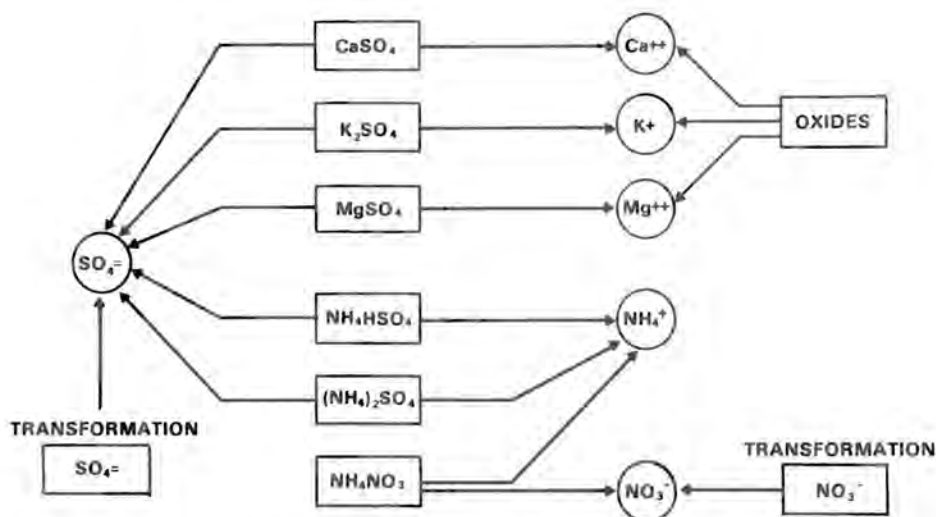 CaSO₄
Ca++
K₂SO₄
K+
OXIDES
MgSO₄
Mg++
SO₄=
NH₄HSO₄
NH₄⁺
(NH₄)₂SO₄
TRANSFORMATION
SO₄=
NH₄NO₃
NO₃⁻
TRANSFORMATION
NO₃⁻